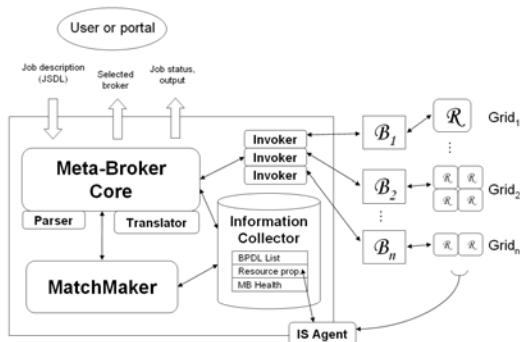 User or portal
Job description
(JSDL)
Selected
broker
Job status,
output
Meta-Broker
Core
Parser
Translator
MatchMaker
Invoker
Invoker
Invoker
Information
Collector
BPDL List
Resource prop.
MB Health
IS Agent
B1
B2
...
Bn
R
Grid1
...
R R
R R
Grid2
...
R R
Gridn